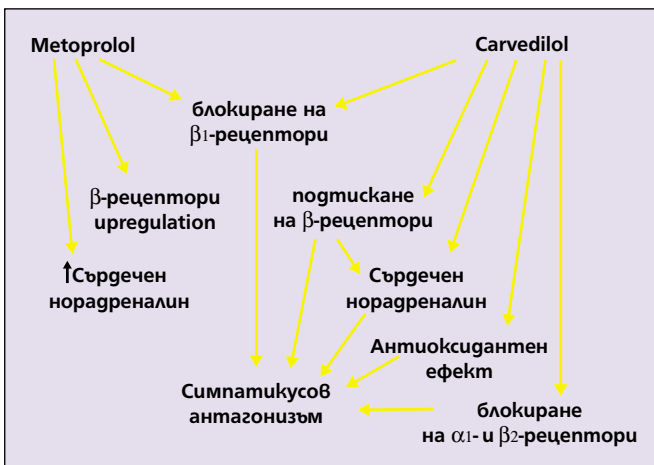 Metoprolol
Carvedilol
блокиране на
β1-рецептори
β-рецептори
upregulation
подтискане
на β-рецептори
↑Сърдечен
норадреналин
Сърдечен
норадреналин
Антиоксидантен
ефект
Симпатикусов
антагонизъм
блокиране
на α1- и β2-рецептори